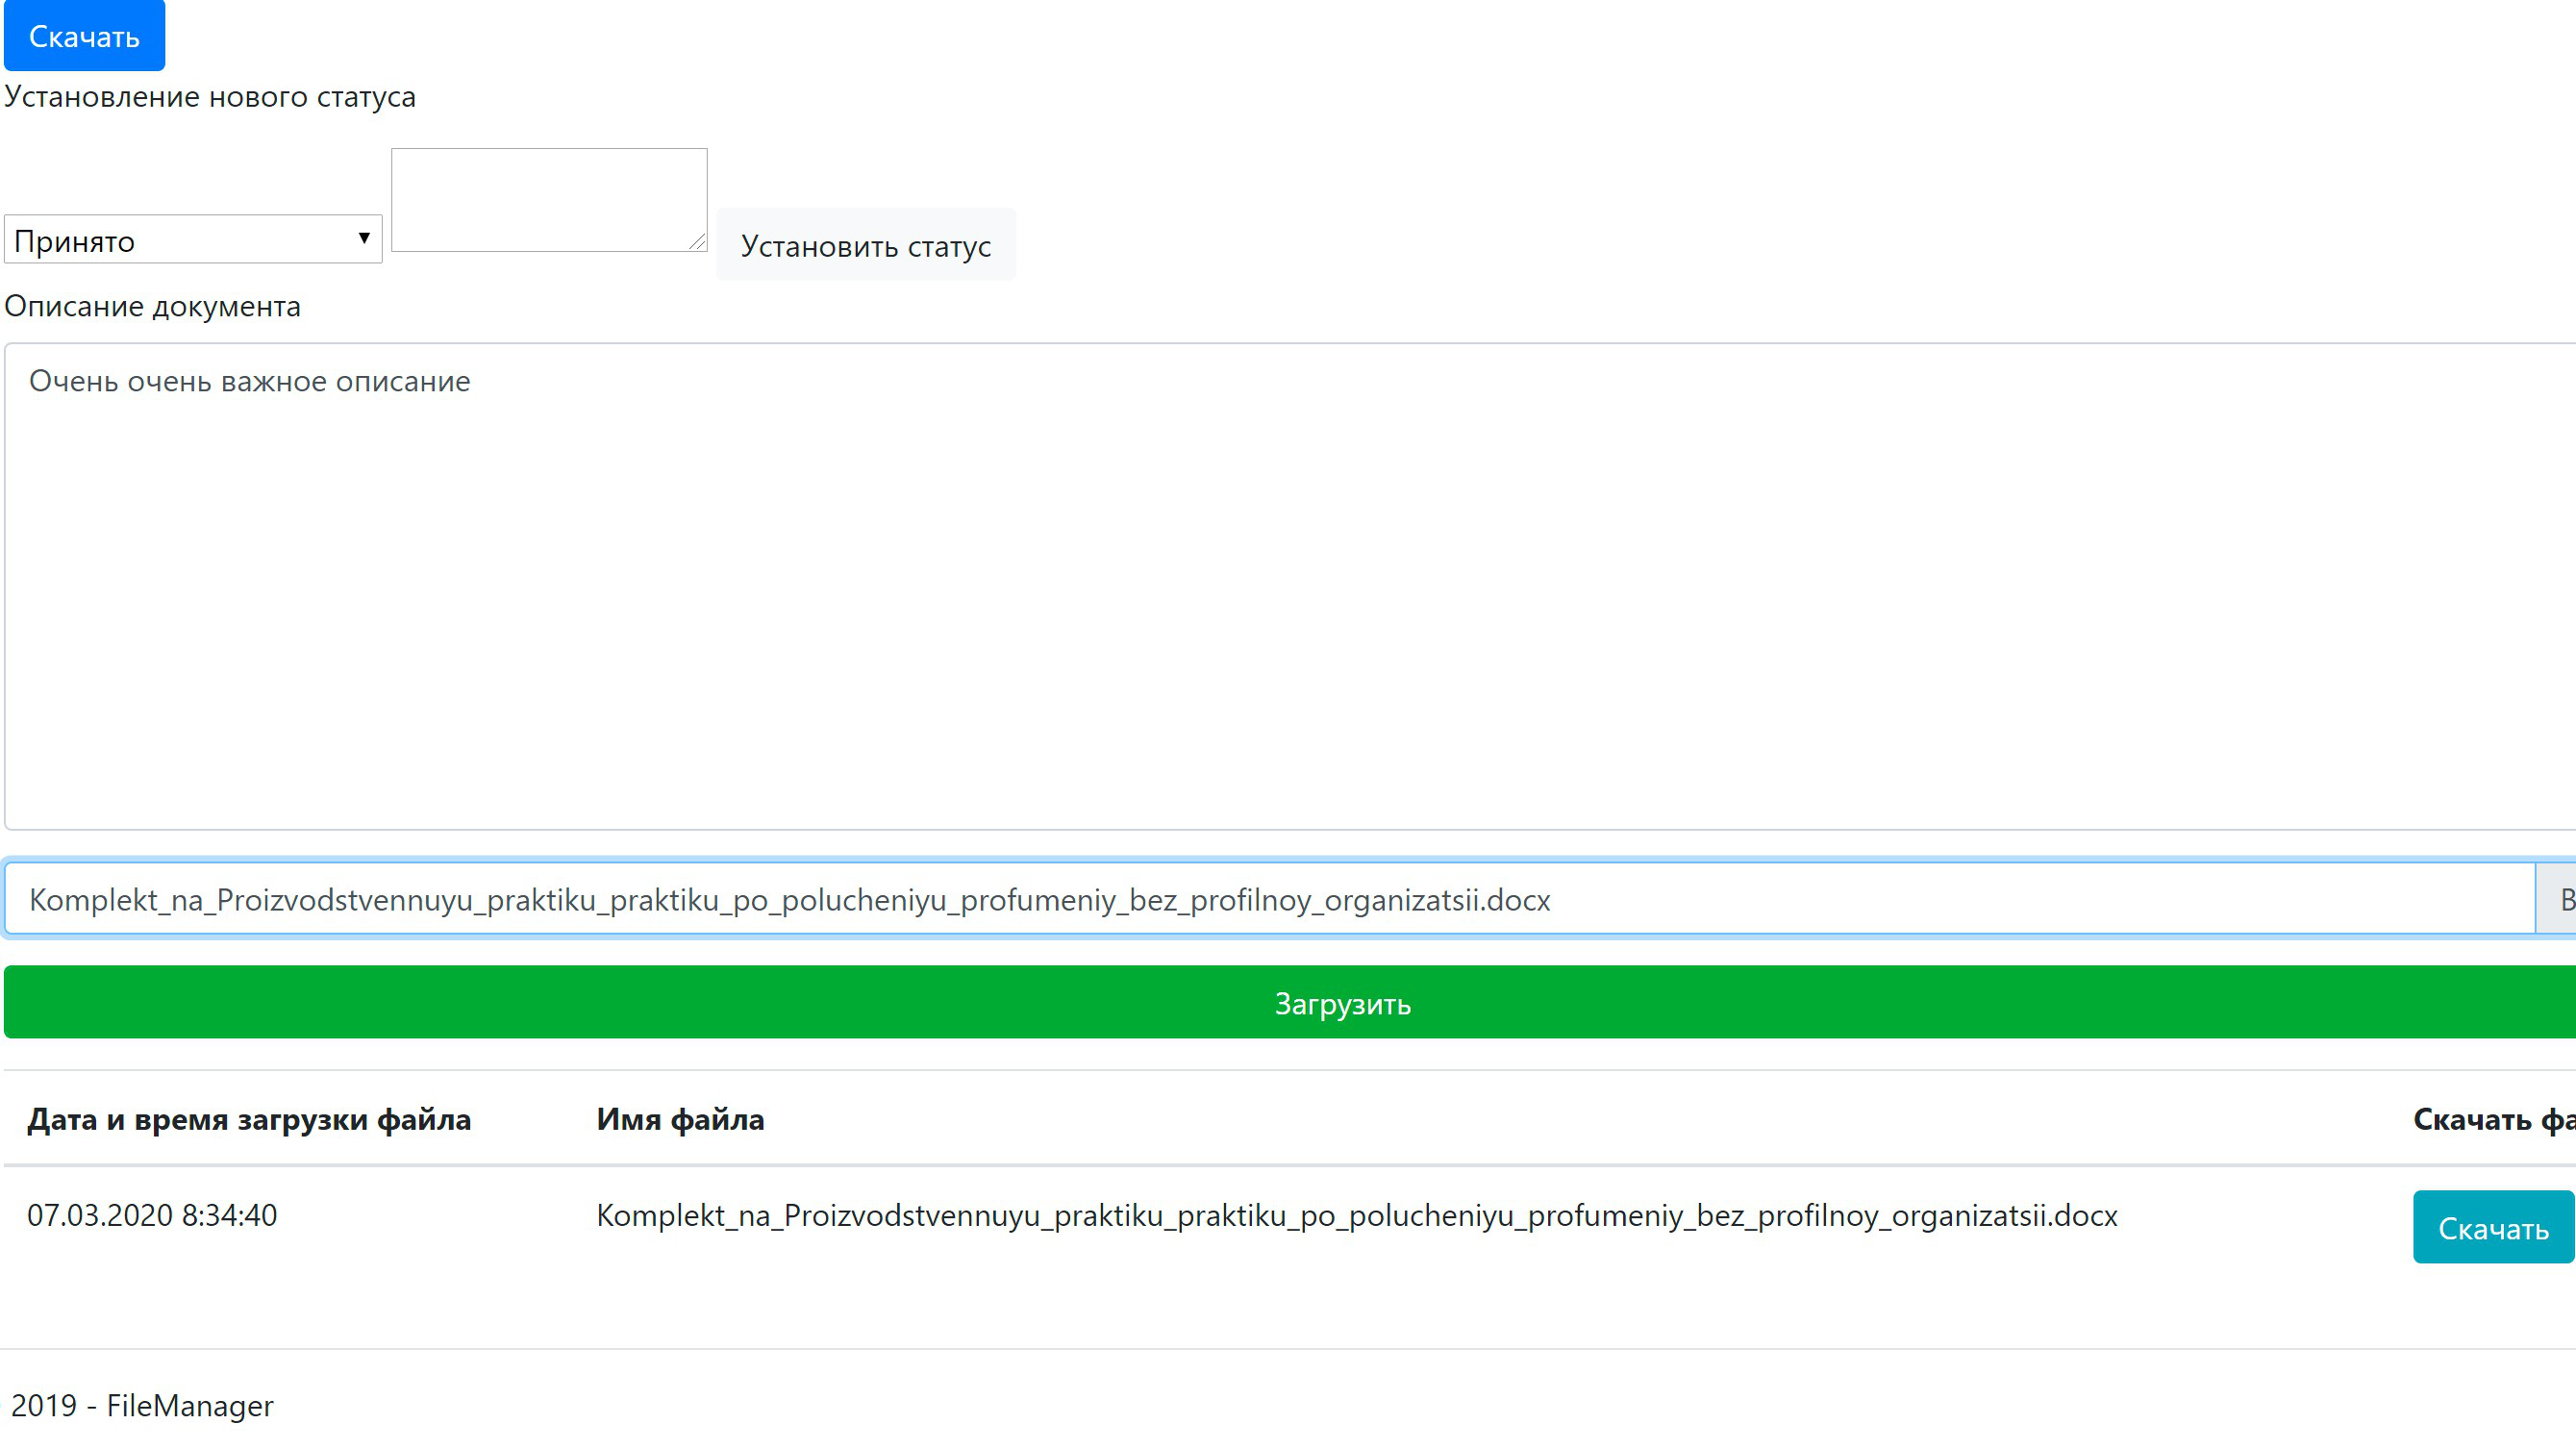 Скачать
Установление нового статуса
Принято
Установить статус
Описание документа
Очень очень важное описание
Komplekt_na_Proizvodstvennuyu_praktiku_praktiku_po_polucheniyu_profumeniy_bez_profilnoy_organizatsii.docx
Загрузить
Дата и время загрузки файла Имя файла Скачать
07.03.2020 8:34:40 Komplekt_na_Proizvodstvennuyu_praktiku_praktiku_po_polucheniyu_profumeniy_bez_profilnoy_organizatsii.docx Скачать
2019 - FileManager